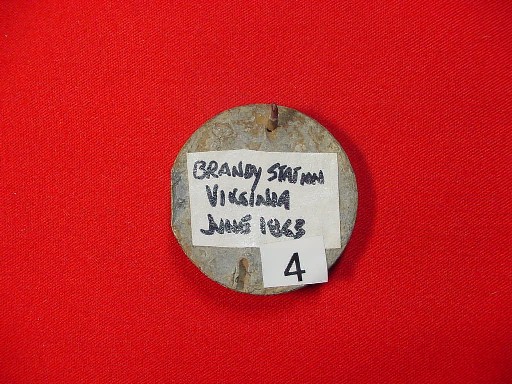 BRANDY STATION
VIRGINIA
JUNE 1863
4